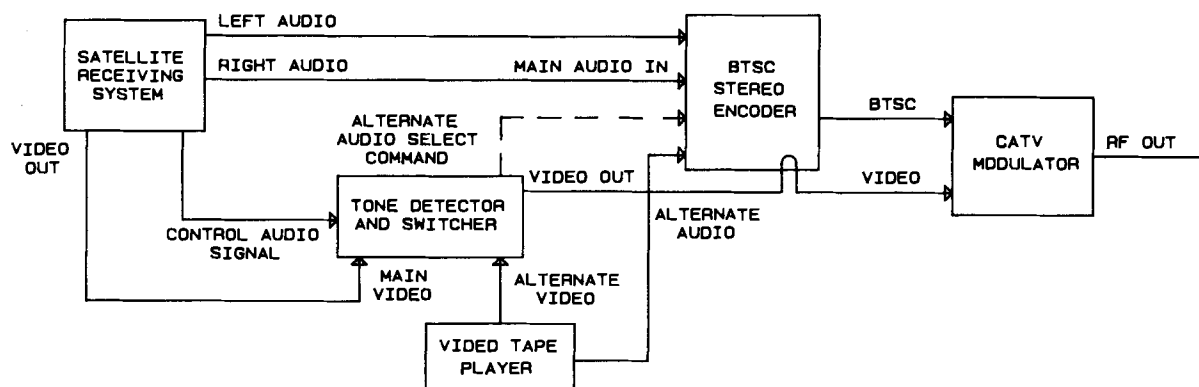 LEFT AUDIO
SATELLITE
RECEIVING
SYSTEM
RIGHT AUDIO
MAIN AUDIO IN
BTSC
STEREO
ENCODER
BTSC
CATV
MODULATOR
RF OUT
VIDEO
OUT
ALTERNATE
AUDIO SELECT
COMMAND
VIDEO OUT
VIDEO
TONE DETECTOR
AND SWITCHER
ALTERNATE
AUDIO
CONTROL AUDIO
SIGNAL
MAIN
VIDEO
ALTERNATE
VIDEO
VIDEO TAPE
PLAYER